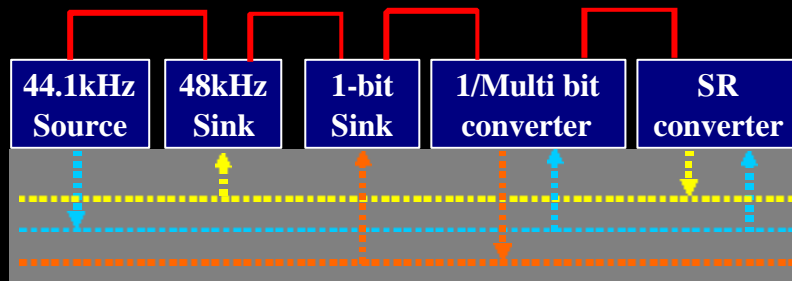 44.1kHz
Source
48kHz
Sink
1-bit
Sink
1/Multi bit
converter
SR
converter